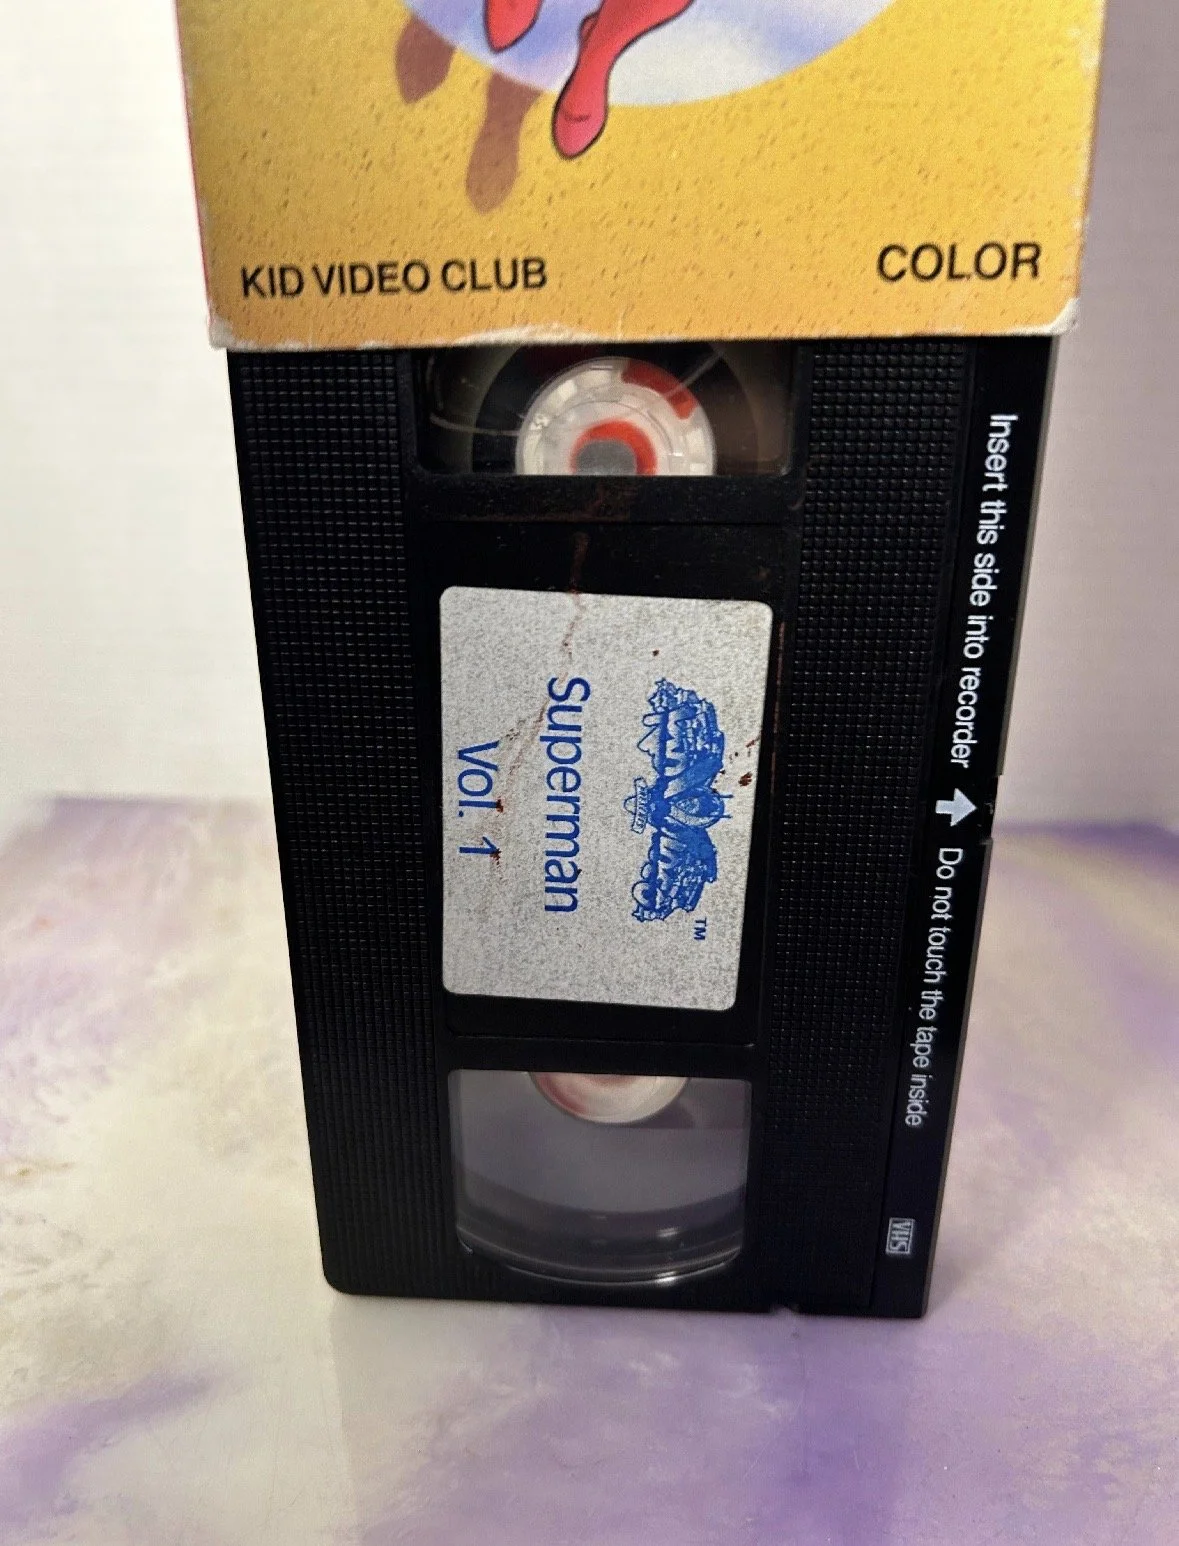 KID VIDEO CLUB
COLOR
Insert this side into recorder
Do not touch the tape inside
TM
Superman
Vol. 1
VHS